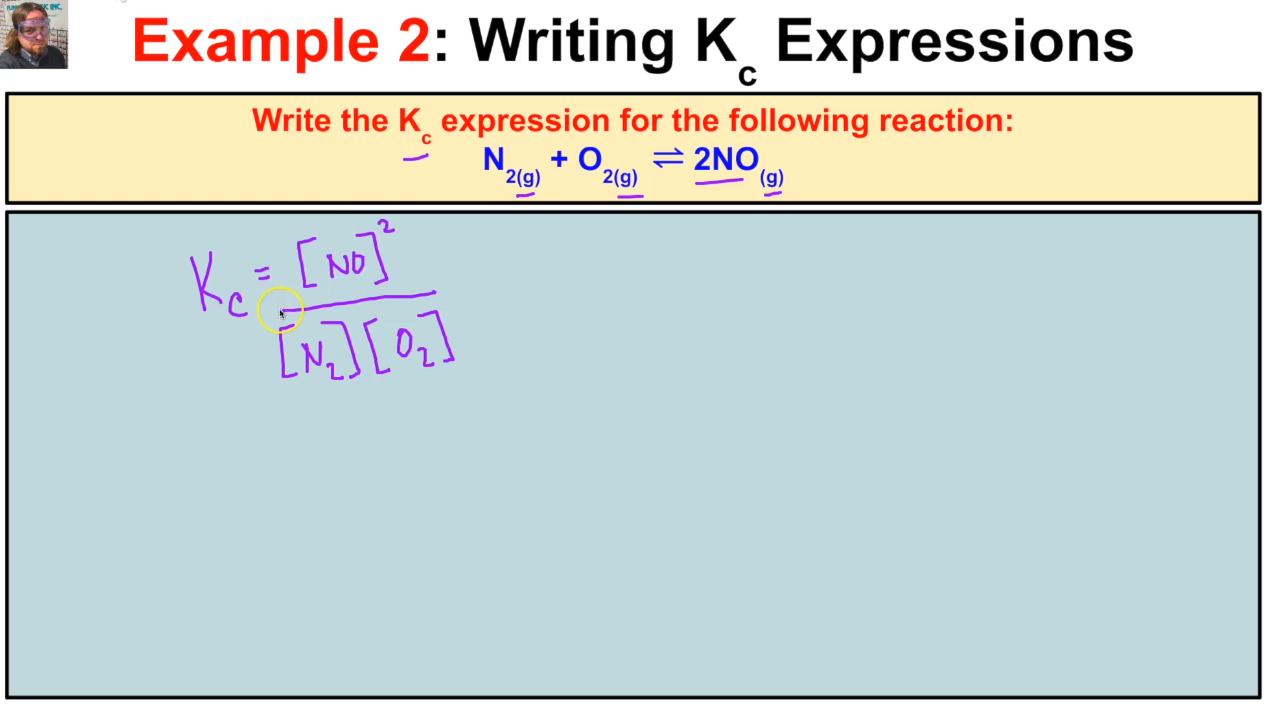 Example 2: Writing Kc Expressions
Write the Kc expression for the following reaction:
N2(g) + O2(g) ⇌ 2NO(g)
Kc = [NO]²
[N2][O2]